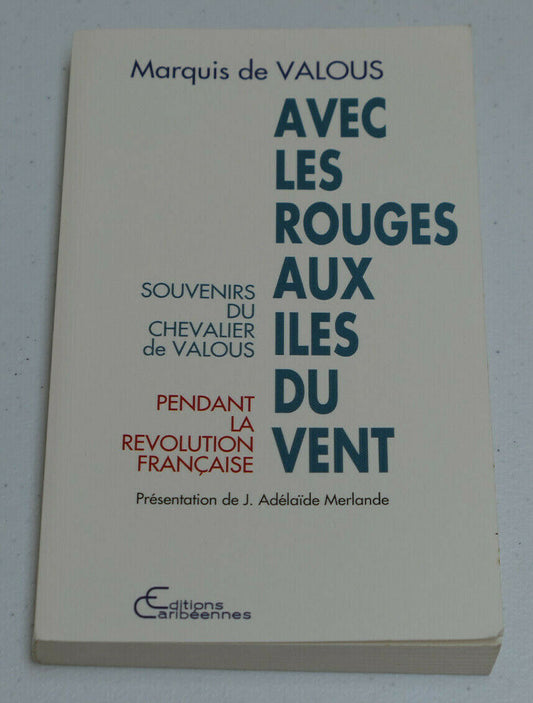 Marquis de VALOUS
AVEC
LES
ROUGES
AUX
ILES
DU
VENT
SOUVENIRS
DU
CHEVALIER
de VALOUS
PENDANT
LA
REVOLUTION
FRANÇAISE
Présentation de J. Adélaïde Merlande
Editions
Caribéennes